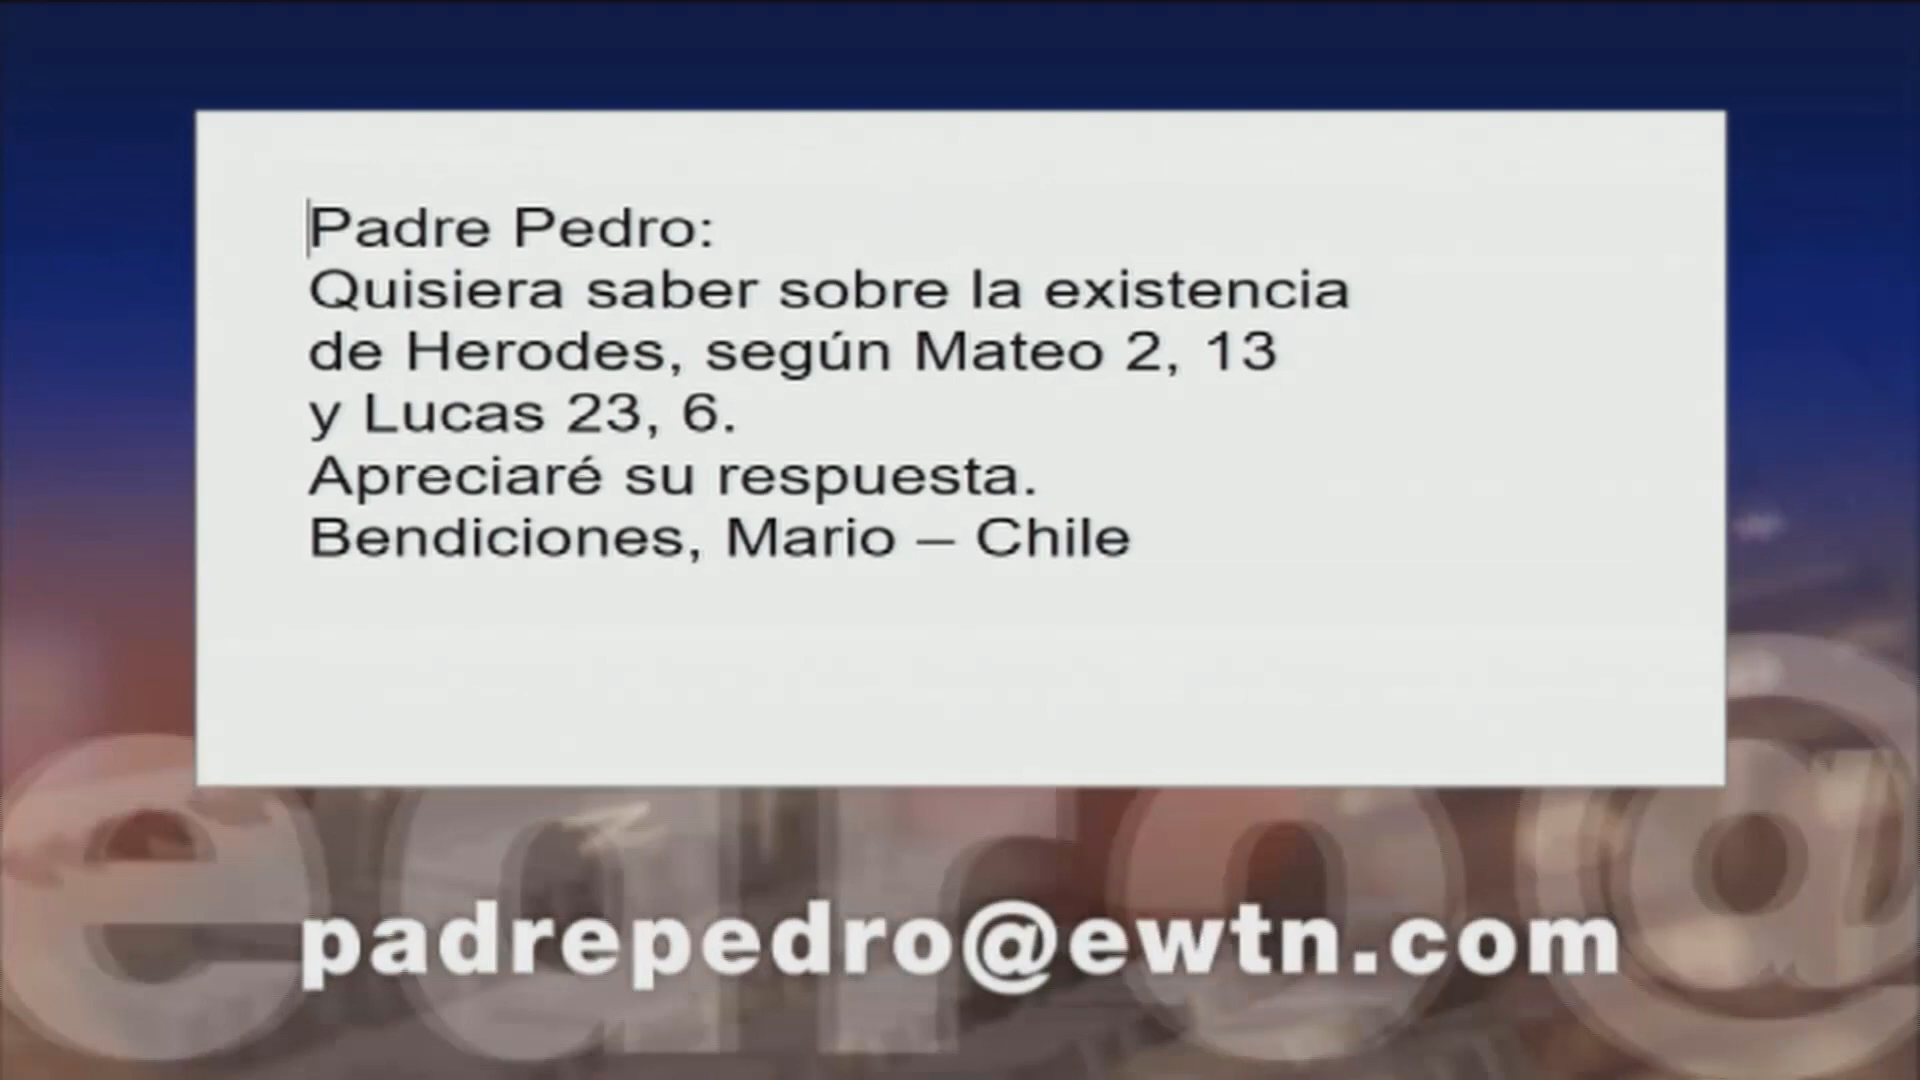 Padre Pedro:
Quisiera saber sobre la existencia
de Herodes, según Mateo 2, 13
y Lucas 23, 6.
Apreciaré su respuesta.
Bendiciones, Mario – Chile
padrepedro@ewtn.com